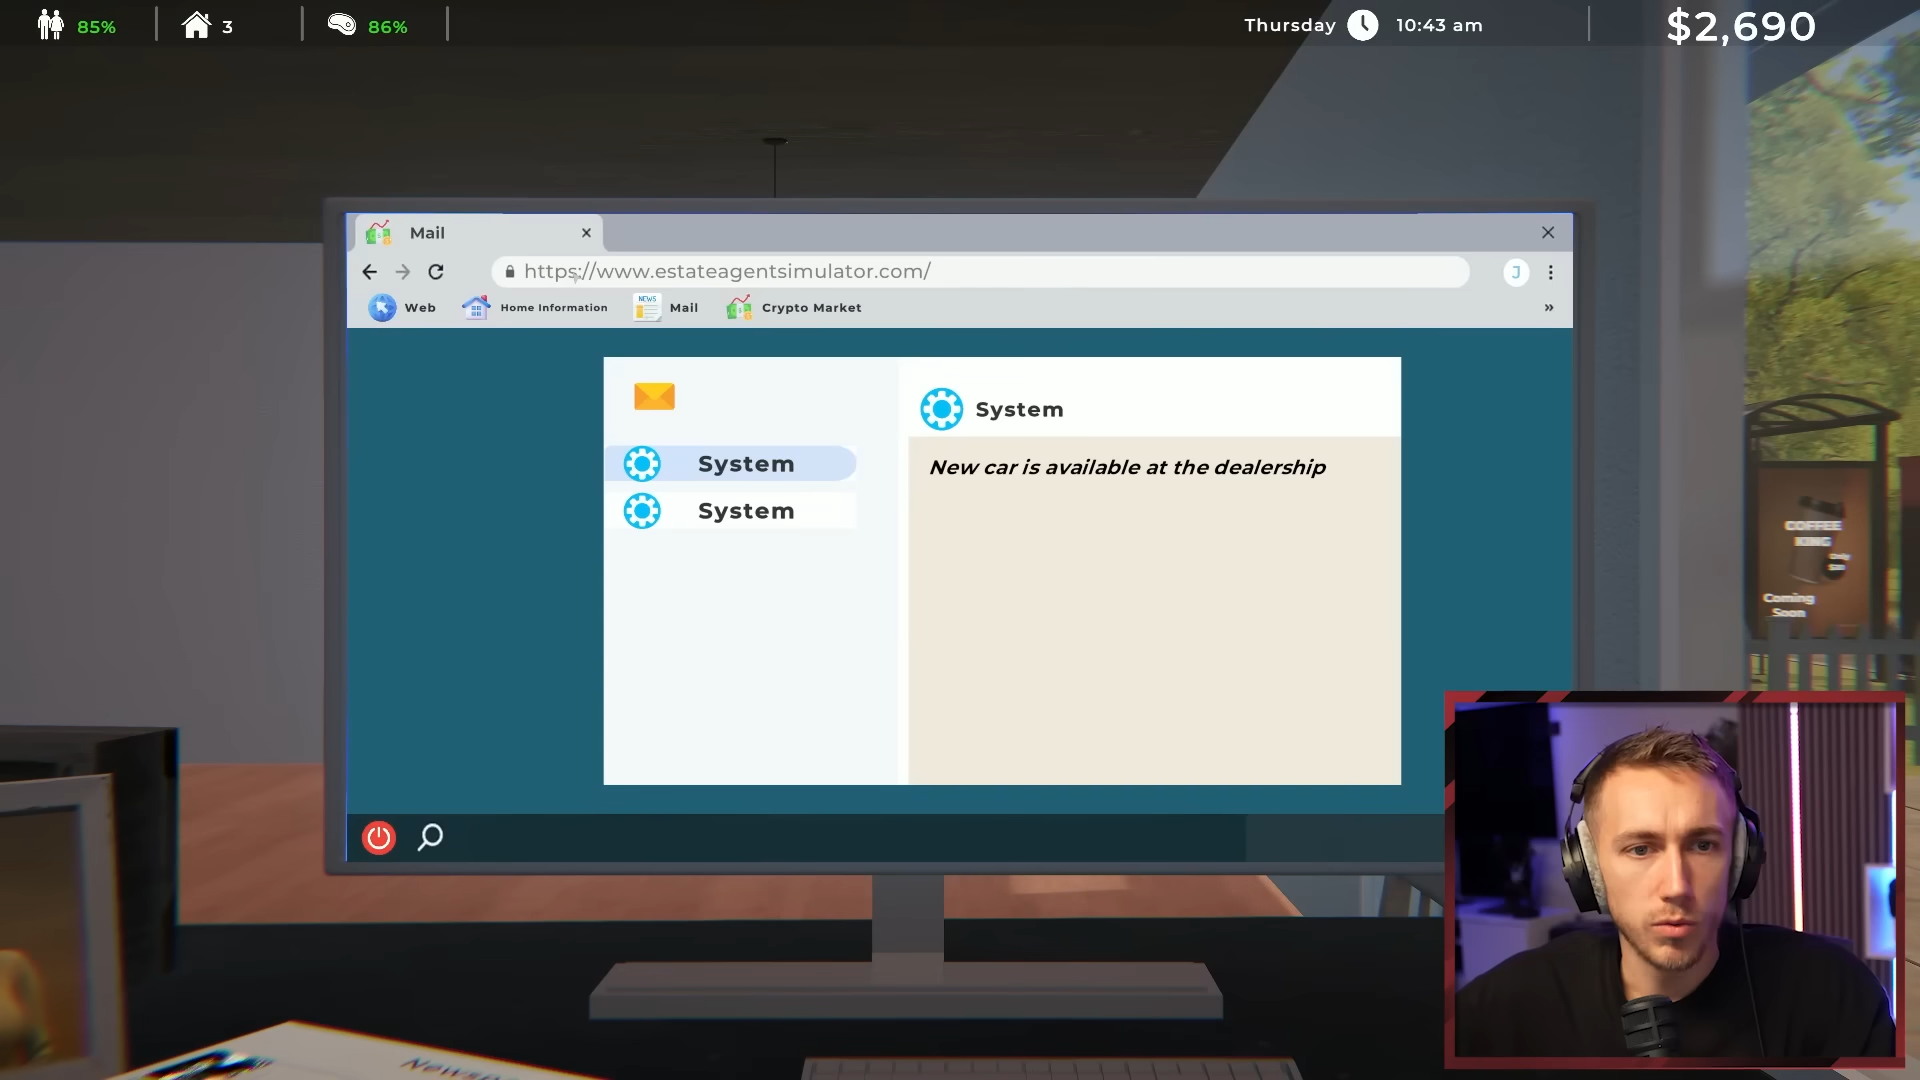 85%
3
86%
Thursday 10:43 am
$2,690
Mail
https://www.estateagentsimulator.com/
J
Web
Home Information
NEWS
Mail
Crypto Market
»
System
System
System
New car is available at the dealership
COFFEE
KING
Only
Coming
Soon